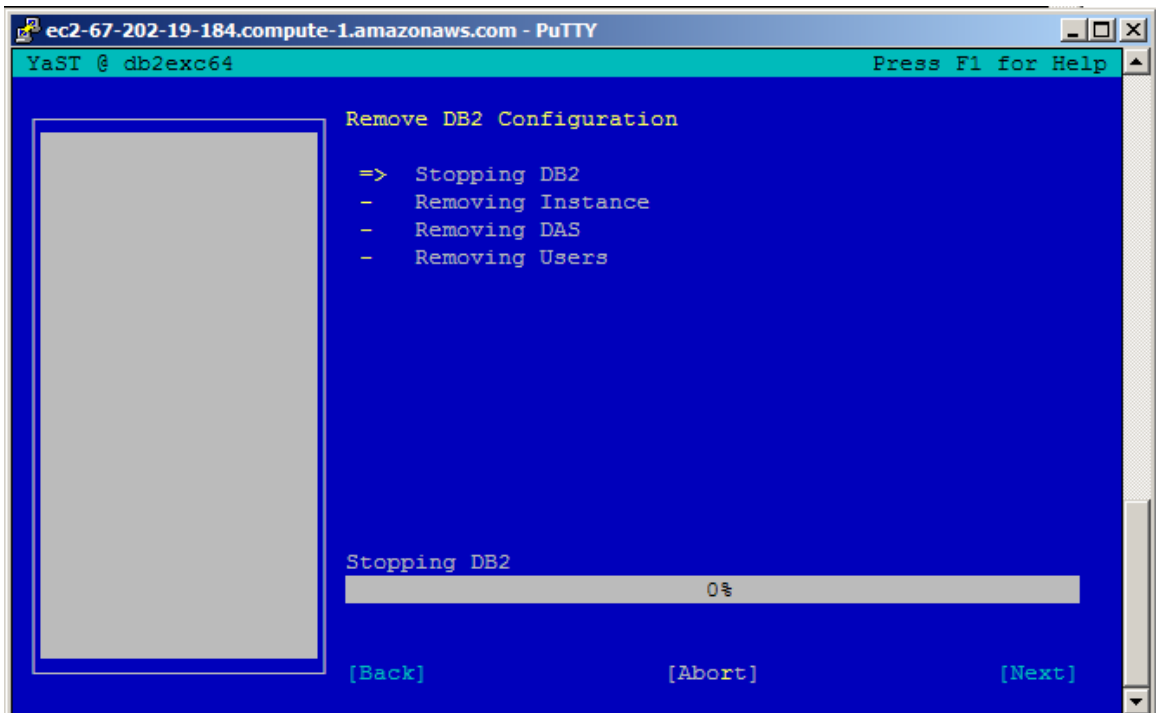 ec2-67-202-19-184.compute-1.amazonaws.com - PuTTY
YaST @ db2exc64 Press F1 for Help
Remove DB2 Configuration
=> Stopping DB2
- Removing Instance
- Removing DAS
- Removing Users
Stopping DB2
0%
[Back] [Abort] [Next]